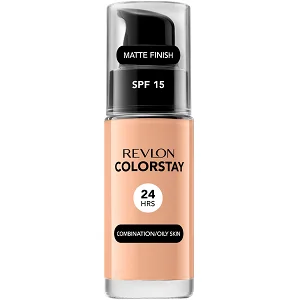 MATTE FINISH
SPF 15
REVLON
COLORSTAY
24
HRS
COMBINATION/OILY SKIN